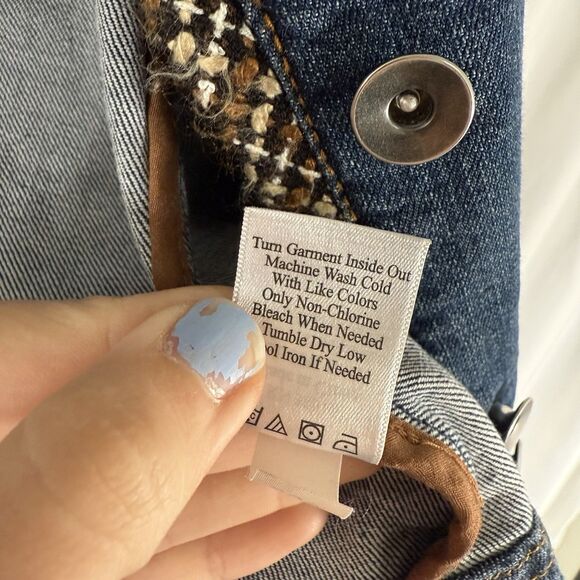 Turn Garment Inside Out
Machine Wash Cold
With Like Colors
Only Non-Chlorine
Bleach When Needed
Tumble Dry Low
Iron If Needed